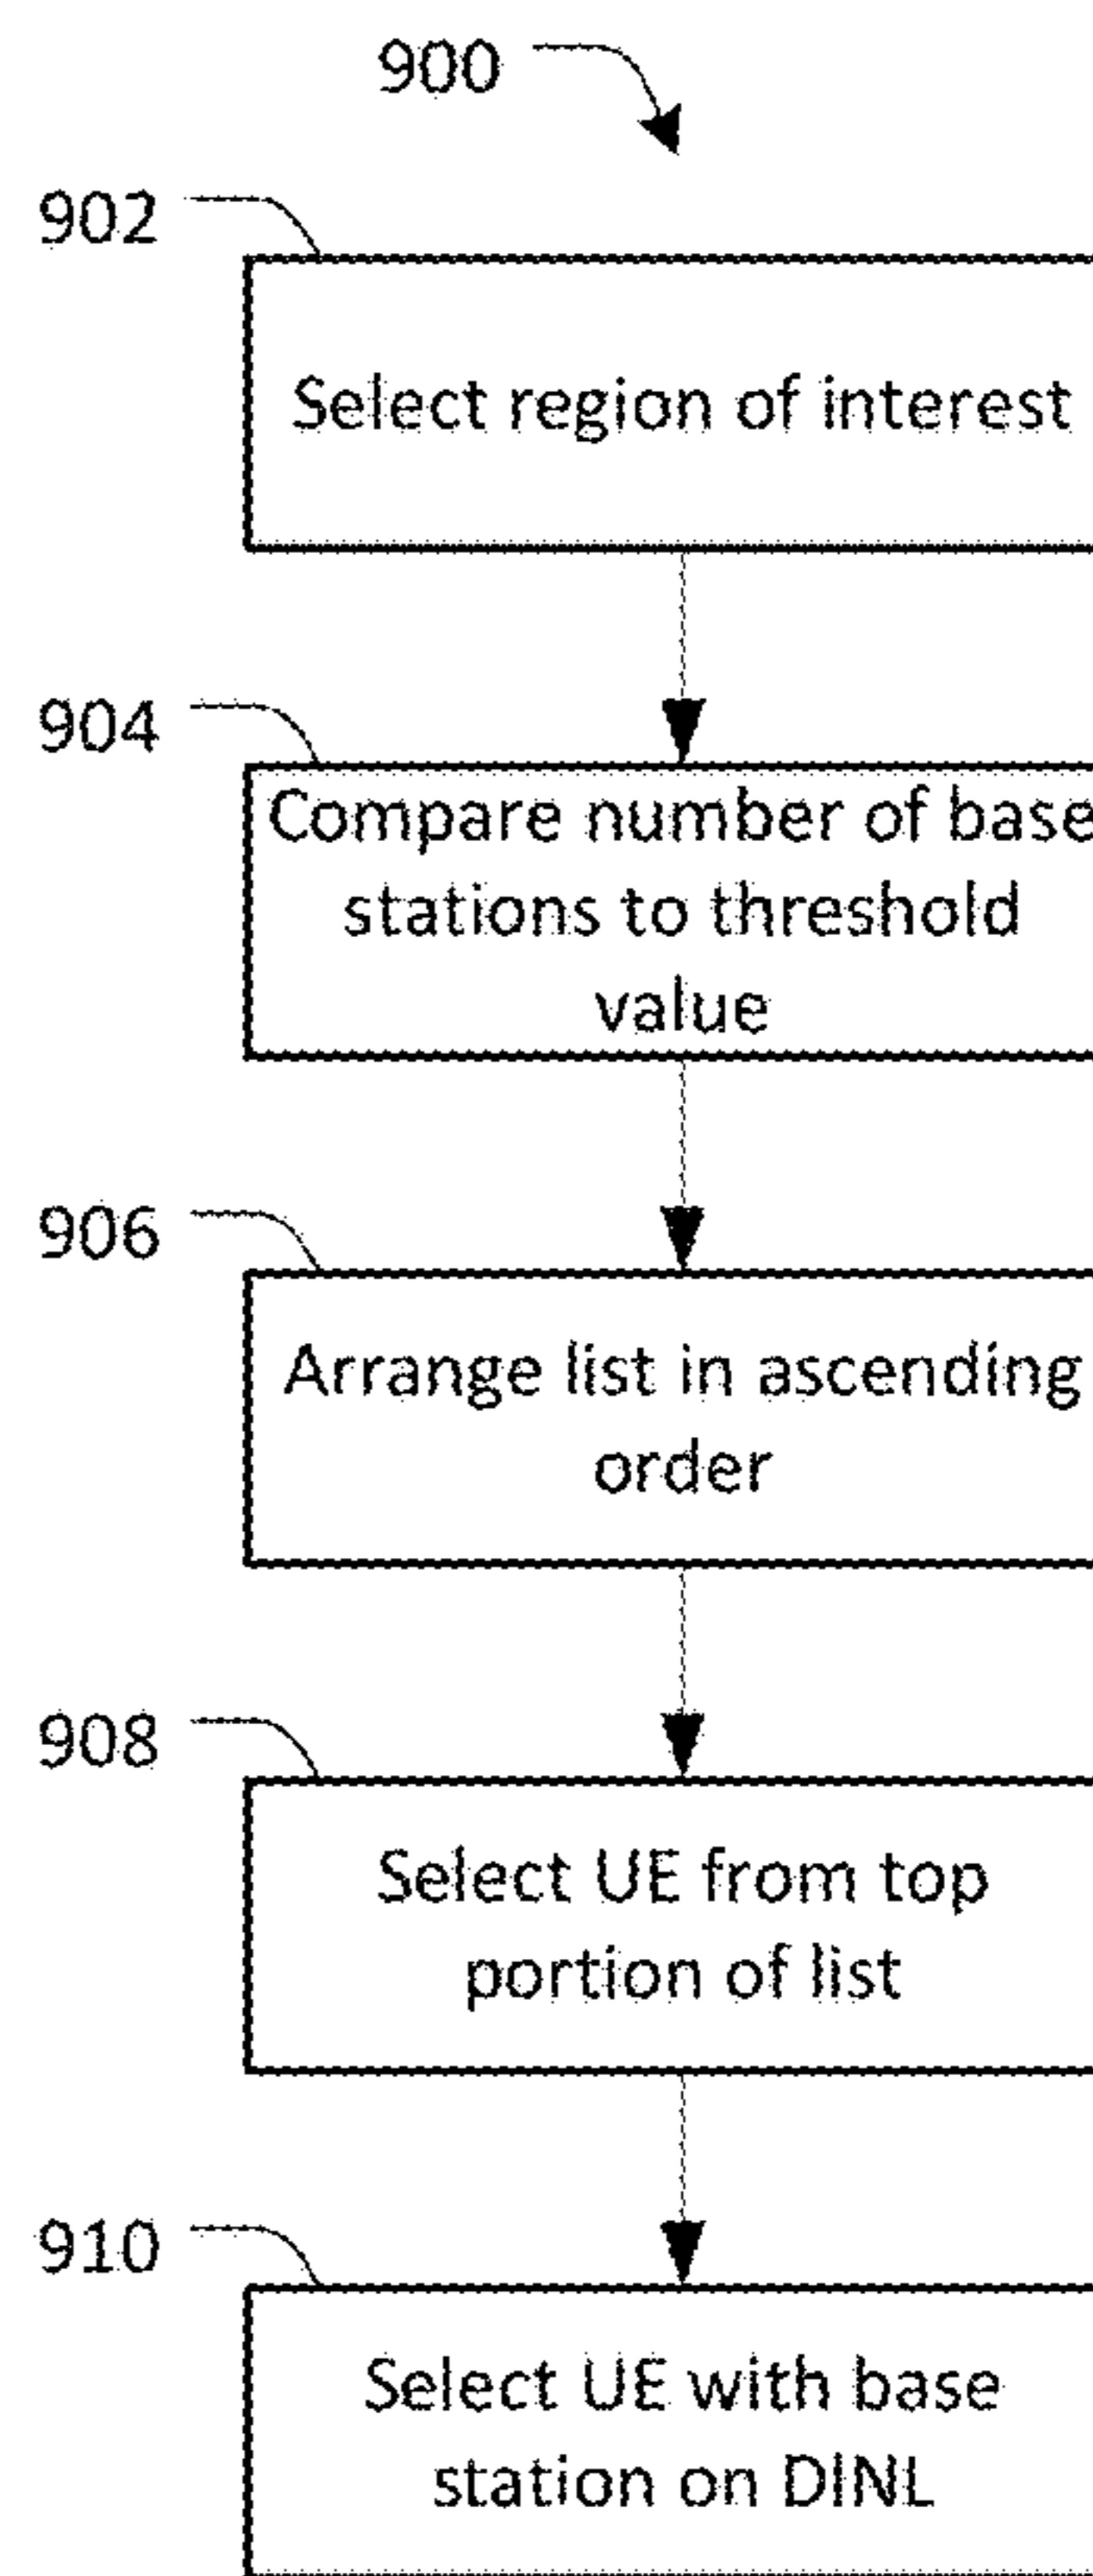 900
902
Select region of interest
904
Compare number of base
stations to threshold
value
906
Arrange list in ascending
order
908
Select UE from top
portion of list
910
Select UE with base
station on DINL